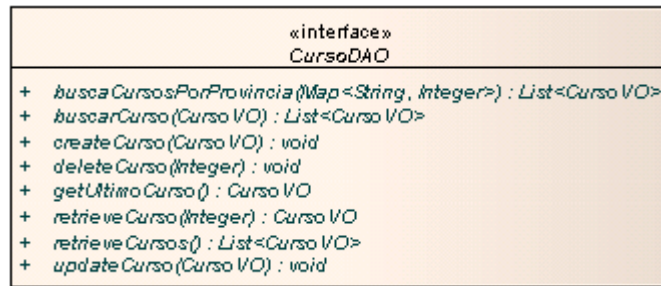 «interface»
CursoDAO
+ buscaCursosPorProvincia(Map<String, Integer>) : List<CursoVO>
+ buscarCurso(CursoVO) : List<CursoVO>
+ createCurso(CursoVO) : void
+ deleteCurso(Integer) : void
+ getUltimoCurso() : CursoVO
+ retrieveCurso(Integer) : CursoVO
+ retrieveCursos() : List<CursoVO>
+ updateCurso(CursoVO) : void